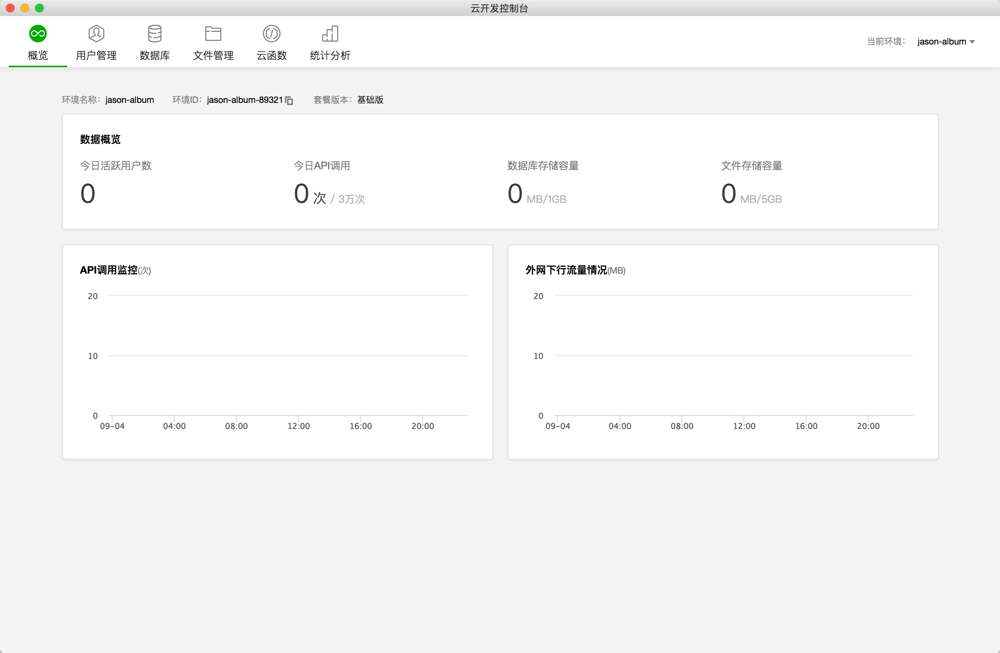 云开发控制台
概览 用户管理 数据库 文件管理 云函数 统计分析
当前环境： jason-album
环境名称：jason-album 环境ID：jason-album-89321 套餐版本：基础版
数据概览
今日活跃用户数 今日API调用 数据库存储容量 文件存储容量
0 0 次 / 3万次 0 MB/1GB 0 MB/5GB
API调用监控(次)
20
10
0
09-04 04:00 08:00 12:00 16:00 20:00
外网下行流量情况(MB)
20
10
0
09-04 04:00 08:00 12:00 16:00 20:00